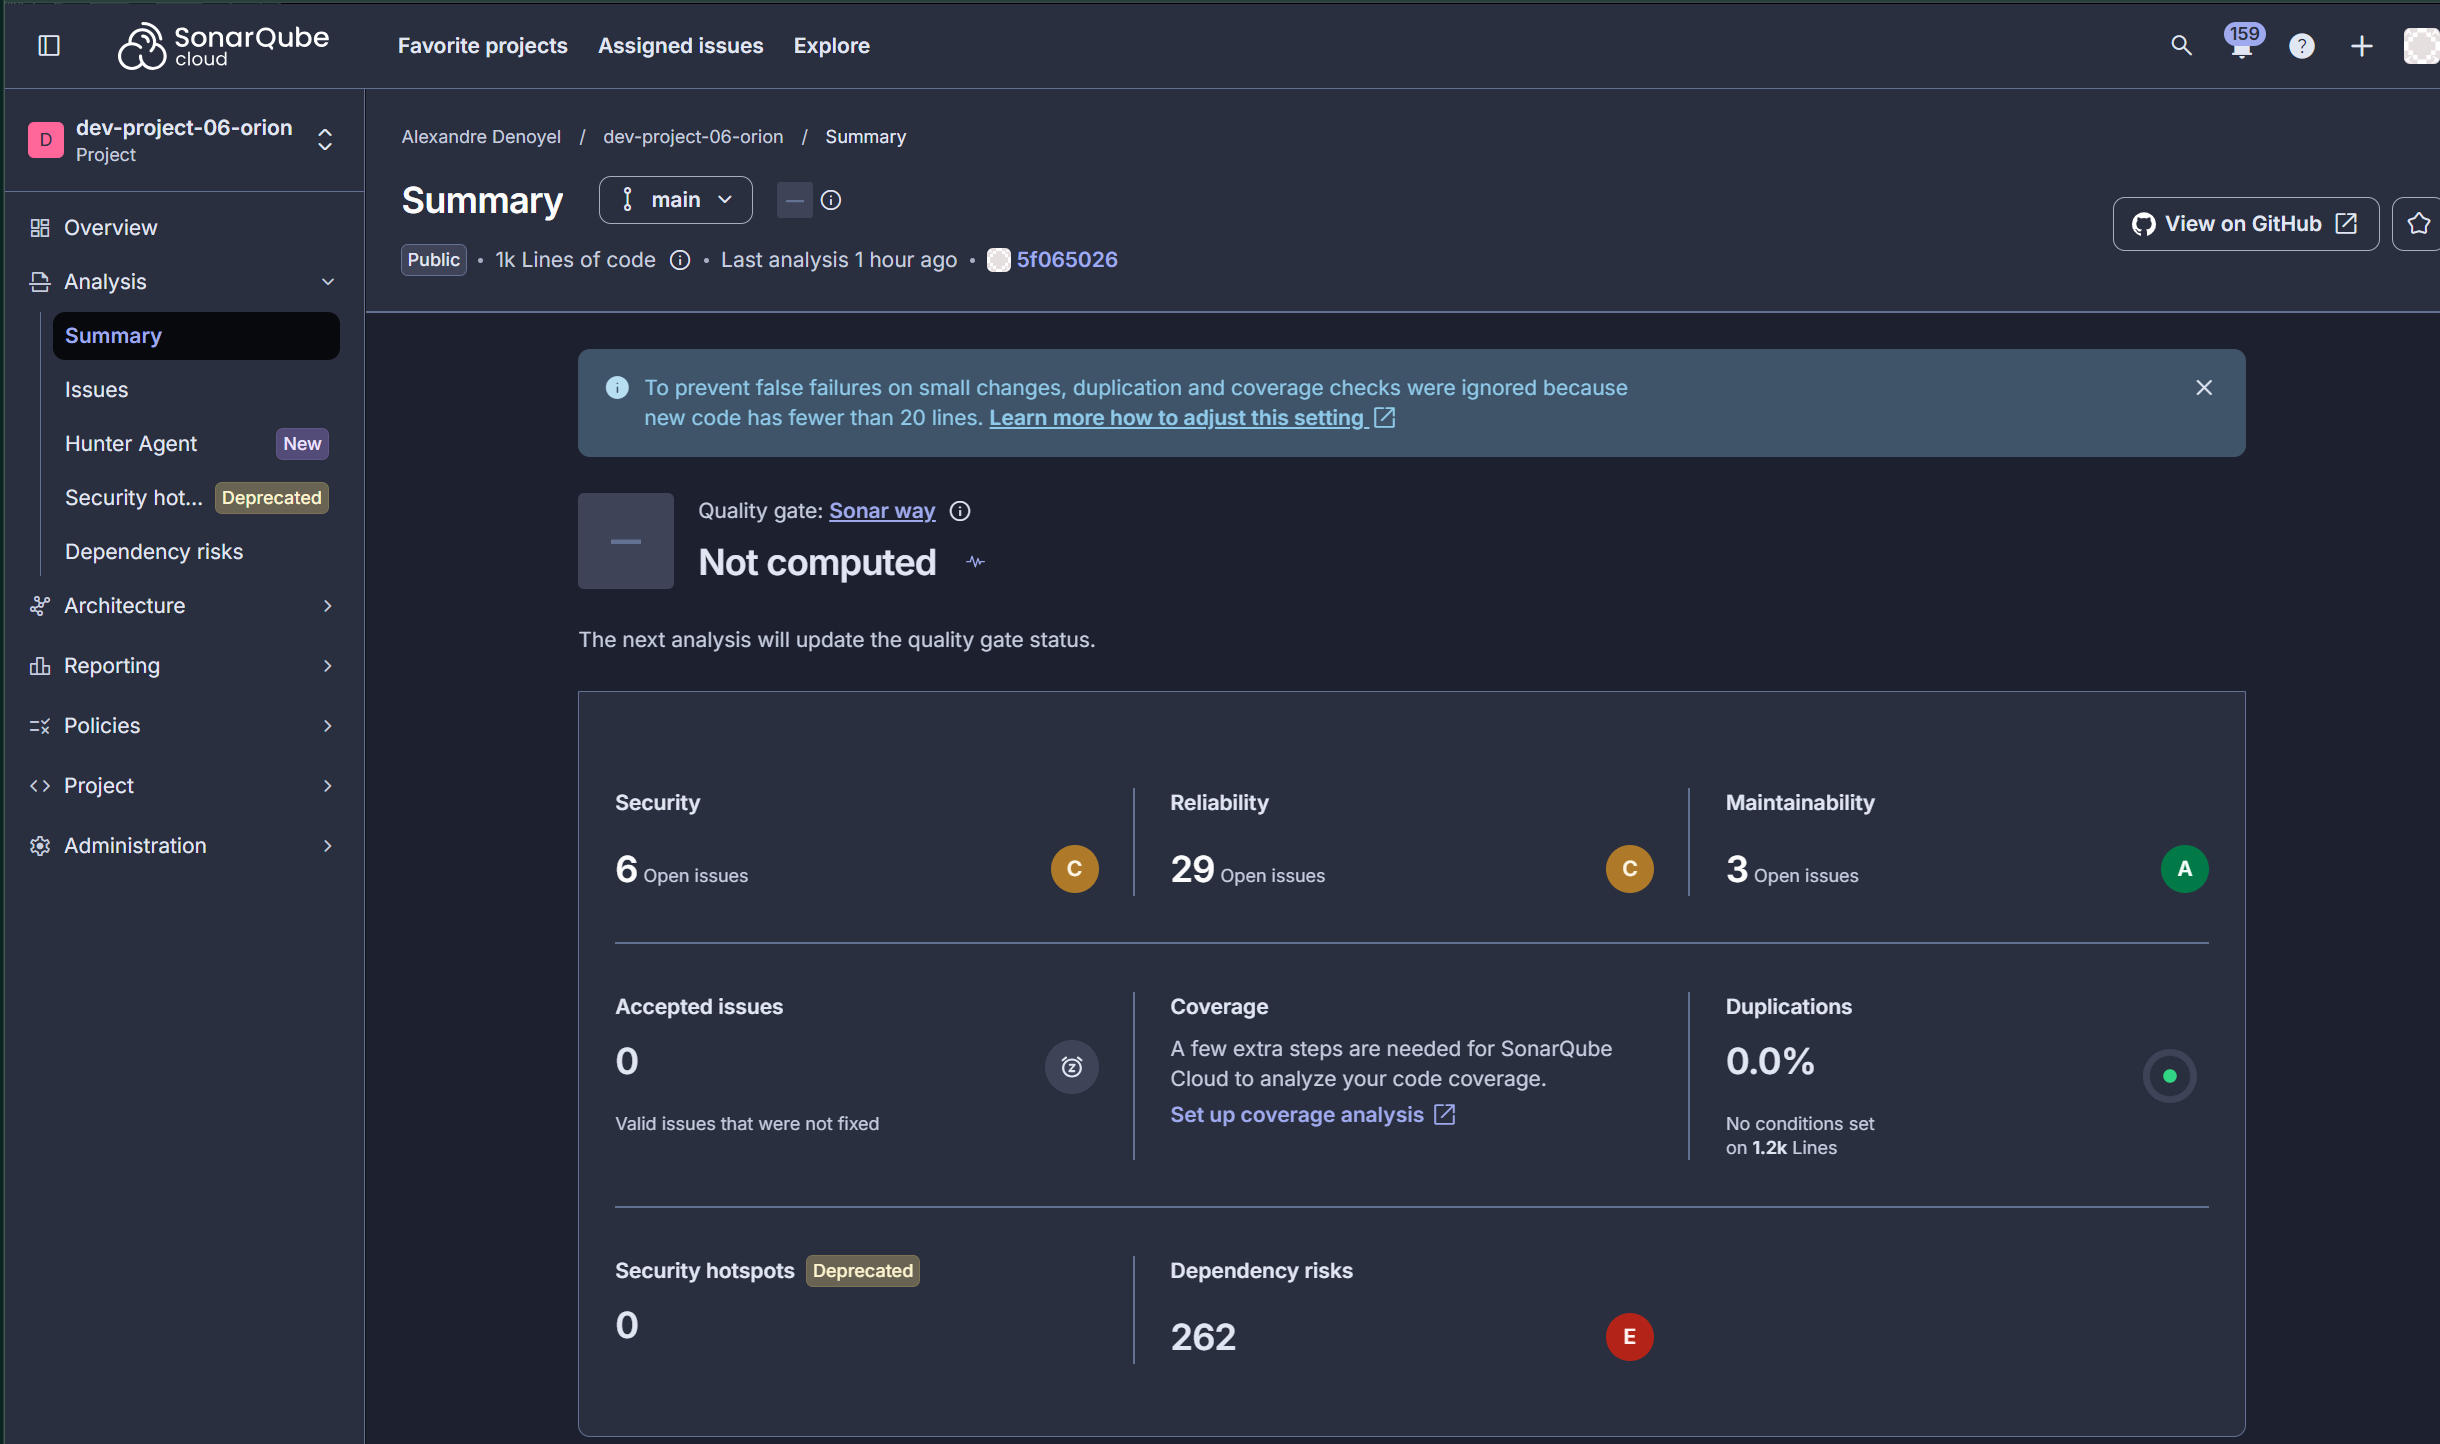 SonarQube cloud
Favorite projects
Assigned issues
Explore
159
D
dev-project-06-orion
Project
Overview
Analysis
Summary
Issues
Hunter Agent New
Security hot... Deprecated
Dependency risks
Architecture
Reporting
Policies
Project
Administration
Alexandre Denoyel / dev-project-06-orion / Summary
Summary
main
View on GitHub
Public • 1k Lines of code • Last analysis 1 hour ago • 5f065026
To prevent false failures on small changes, duplication and coverage checks were ignored because
new code has fewer than 20 lines. Learn more how to adjust this setting
Quality gate: Sonar way
Not computed
The next analysis will update the quality gate status.
Security
6 Open issues
C
Reliability
29 Open issues
C
Maintainability
3 Open issues
A
Accepted issues
0
Valid issues that were not fixed
Coverage
A few extra steps are needed for SonarQube
Cloud to analyze your code coverage.
Set up coverage analysis
Duplications
0.0%
No conditions set
on 1.2k Lines
Security hotspots Deprecated
0
Dependency risks
262
E